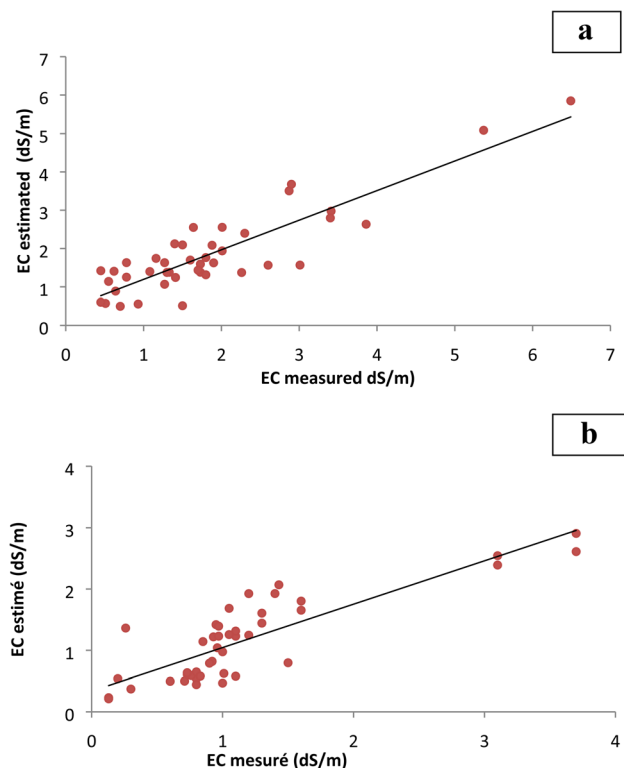 a
7
6
5
4
3
2
1
0
EC estimated (dS/m)
0 1 2 3 4 5 6 7
EC measured dS/m)
b
4
3
2
1
0
EC estimé (dS/m)
0 1 2 3 4
EC mesuré (dS/m)